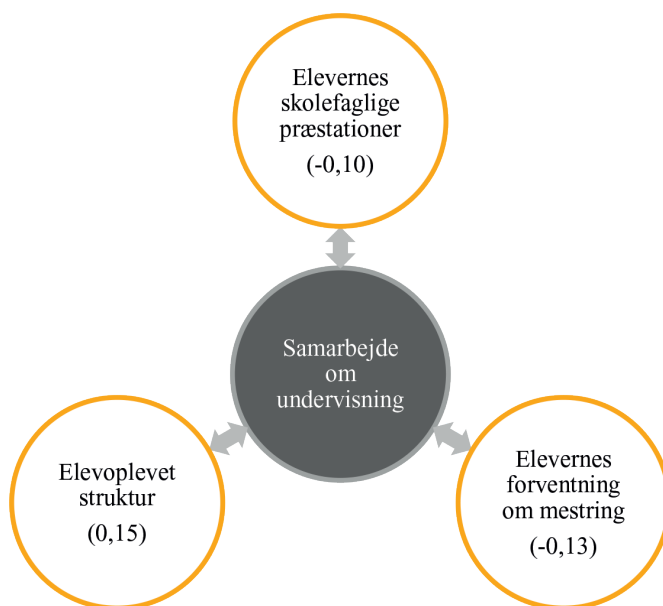 Elevernes
skolefaglige
præstationer
(-0,10)
Samarbejde
om
undervisning
Elevoplevet
struktur
(0,15)
Elevernes
forventning
om mestring
(-0,13)